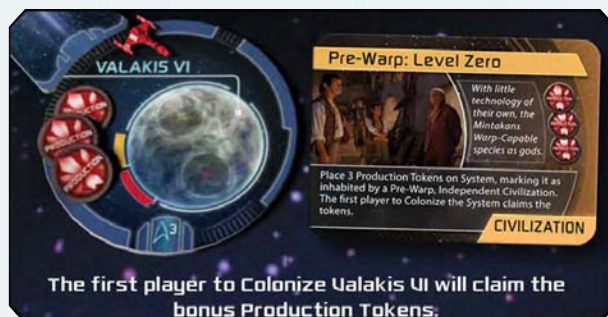 VALAKIS VI
PRODUCTION
PRODUCTION
PRODUCTION
3
Pre-Warp: Level Zero
With little
technology of
their own, the
Mintakans
Warp-Capable
species as gods.
Place 3 Production Tokens on System, marking it as
inhabited by a Pre-Warp, Independent Civilization.
The first player to Colonize the System claims the
tokens.
CIVILIZATION
The first player to Colonize Valakis VI will claim the
bonus Production Tokens.